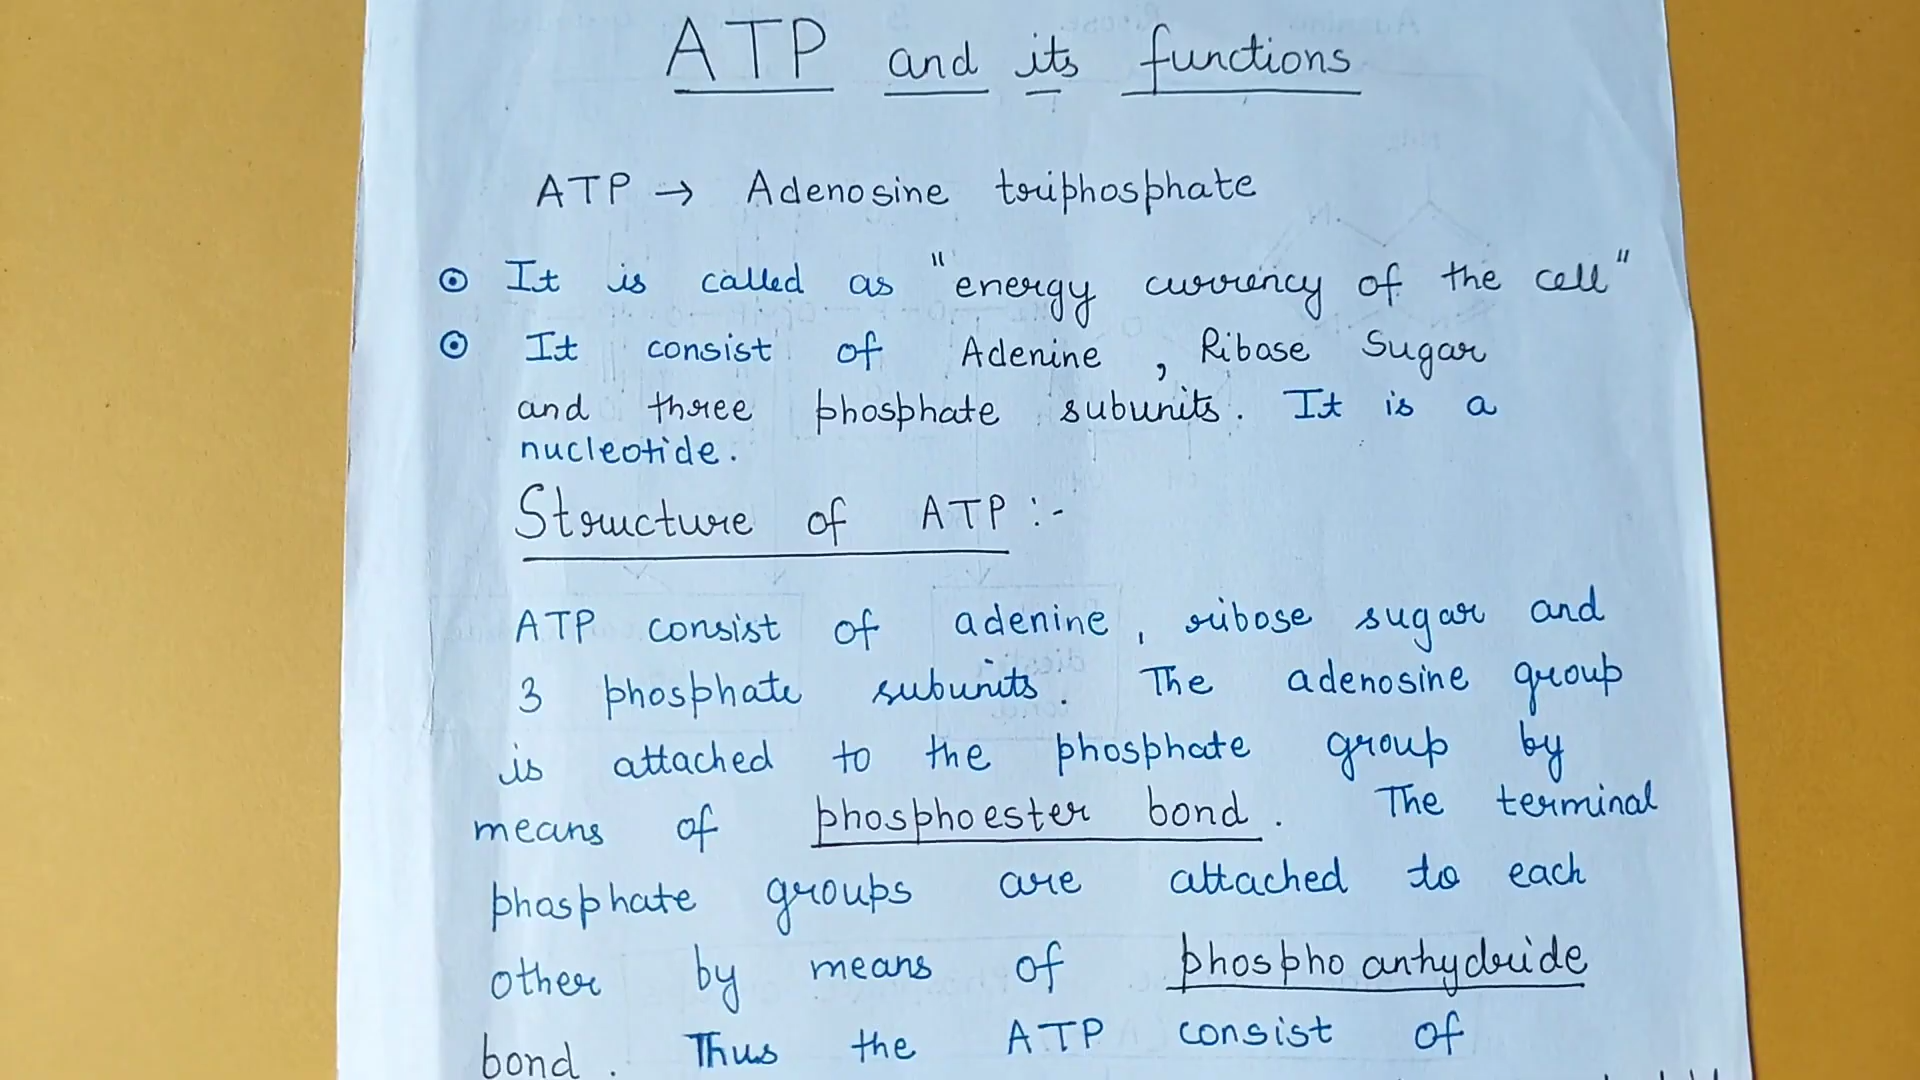 ATP and its functions
ATP → Adenosine triphosphate
⊙ It is called as "energy currency of the cell"
⊙ It consist of Adenine, Ribose Sugar
and three phosphate subunits. It is a
nucleotide.
Structure of ATP :-
ATP consist of adenine, ribose sugar and
3 phosphate subunits. The adenosine group
is attached to the phosphate group by
means of phosphoester bond. The terminal
phosphate groups are attached to each
other by means of phospho anhydride
bond. Thus the ATP consist of